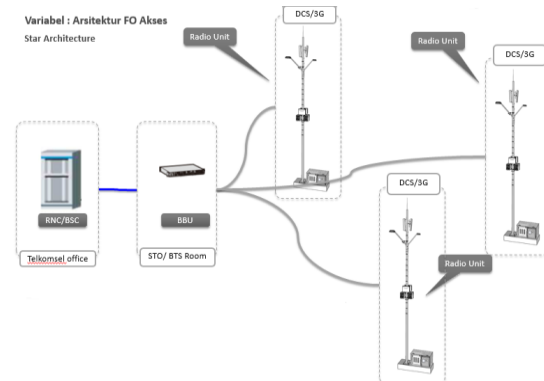 Variabel : Arsitektur FO Akses
Star Architecture
DCS/3G
Radio Unit
Radio Unit
DCS/3G
RNC/BSC
BBU
DCS/3G
Telkomsel office
STO/ BTS Room
Radio Unit